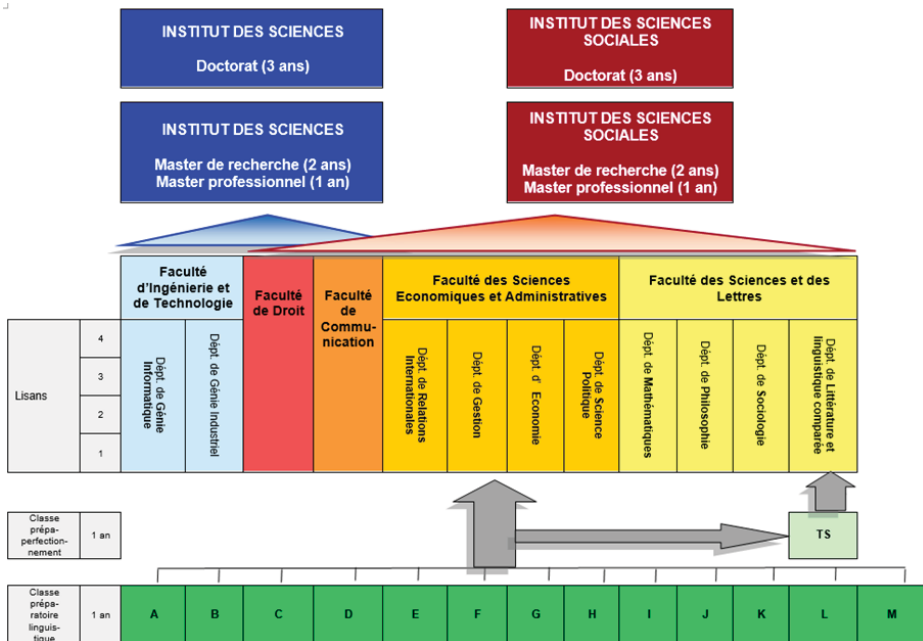 INSTITUT DES SCIENCES
Doctorat (3 ans)
INSTITUT DES SCIENCES
SOCIALES
Doctorat (3 ans)
INSTITUT DES SCIENCES
Master de recherche (2 ans)
Master professionnel (1 an)
INSTITUT DES SCIENCES
SOCIALES
Master de recherche (2 ans)
Master professionnel (1 an)
Faculté
d'Ingénierie et
de Technologie
Faculté
de Droit
Faculté
de
Commu-
nication
Faculté des Sciences
Economiques et Administratives
Faculté des Sciences et des
Lettres
Lisans
4
3
2
1
Dépt. de Génie
Informatique
Dépt. de Génie Industriel
Dépt. de Relations
Internationales
Dépt. de Gestion
Dépt. d' Economie
Dépt. de Science
Politique
Dépt. de Mathématiques
Dépt. de Philosophie
Dépt. de Sociologie
Dépt. de Littérature et
linguistique comparée
Classe
prépa-
perfection-
nement
1 an
TS
Classe
prépa-
ratoire
linguis-
tique
1 an
A
B
C
D
E
F
G
H
I
J
K
L
M